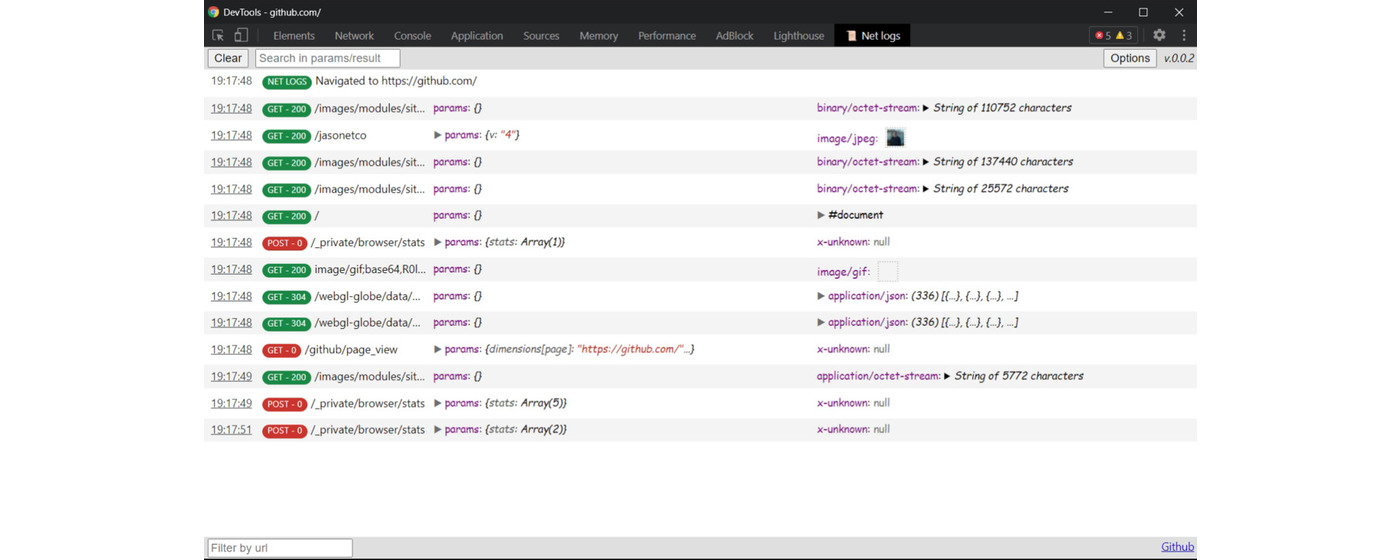 DevTools - github.com/
Elements Network Console Application Sources Memory Performance AdBlock Lighthouse Net logs 5 3
Clear Search in params/result Options v.0.0.2
19:17:48 NET LOGS Navigated to https://github.com/
19:17:48 GET - 200 /images/modules/sit... params: {} binary/octet-stream: ▶ String of 110752 characters
19:17:48 GET - 200 /jasonetco ▶ params: {v: "4"} image/jpeg:
19:17:48 GET - 200 /images/modules/sit... params: {} binary/octet-stream: ▶ String of 137440 characters
19:17:48 GET - 200 /images/modules/sit... params: {} binary/octet-stream: ▶ String of 25572 characters
19:17:48 GET - 200 / params: {} ▶ #document
19:17:48 POST - 0 /_private/browser/stats ▶ params: {stats: Array(1)} x-unknown: null
19:17:48 GET - 200 image/gif;base64,R0l... params: {} image/gif:
19:17:48 GET - 304 /webgl-globe/data/... params: {} ▶ application/json: (336) [{...}, {...}, {...}, ...]
19:17:48 GET - 304 /webgl-globe/data/... params: {} ▶ application/json: (336) [{...}, {...}, {...}, ...]
19:17:48 GET - 0 /github/page_view ▶ params: {dimensions[page]: "https://github.com/"...} x-unknown: null
19:17:49 GET - 200 /images/modules/sit... params: {} application/octet-stream: ▶ String of 5772 characters
19:17:49 POST - 0 /_private/browser/stats ▶ params: {stats: Array(5)} x-unknown: null
19:17:51 POST - 0 /_private/browser/stats ▶ params: {stats: Array(2)} x-unknown: null
Filter by url Github